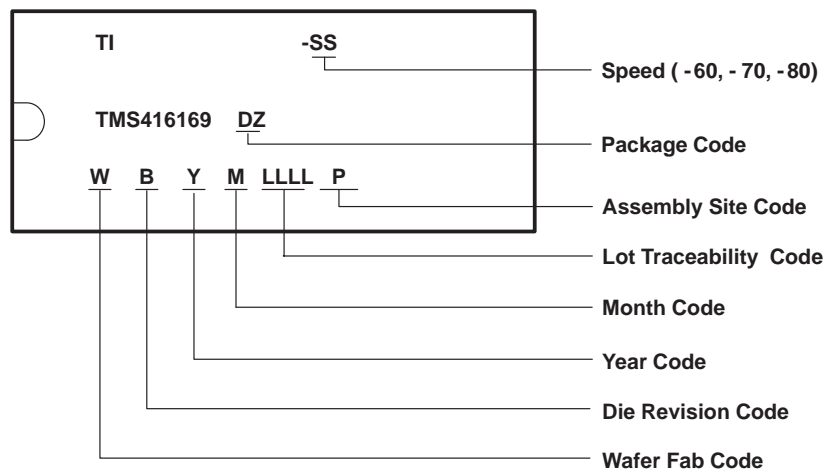 TI -SS
Speed ( -60, - 70, -80)
TMS416169 DZ
Package Code
W B Y M LLLL P
Assembly Site Code
Lot Traceability Code
Month Code
Year Code
Die Revision Code
Wafer Fab Code